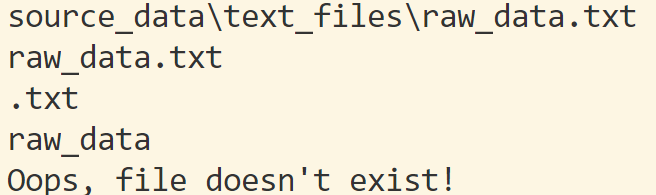 source_data\text_files\raw_data.txt
raw_data.txt
.txt
raw_data
Oops, file doesn't exist!